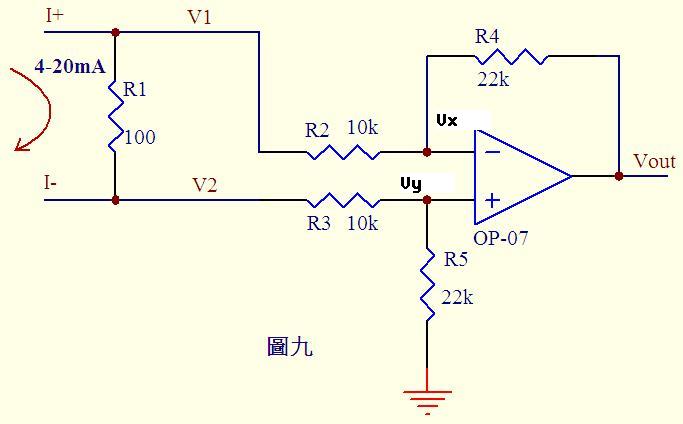 I+
V1
4-20mA
R1
100
R4
22k
R2 10k
Vx
Vout
I-
V2
Vy
R3 10k
OP-07
R5
22k
圖九